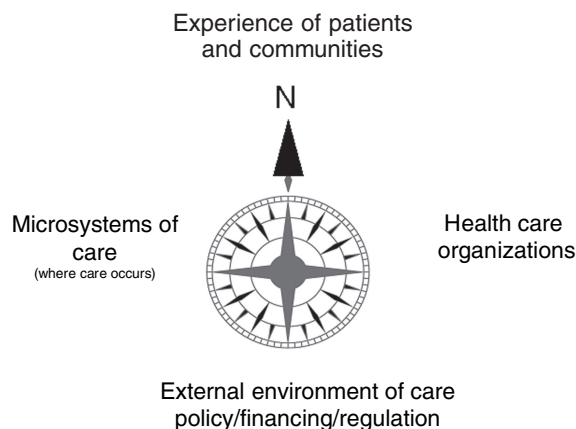 Experience of patients
and communities
N
Microsystems of
care
(where care occurs)
Health care
organizations
External environment of care
policy/financing/regulation